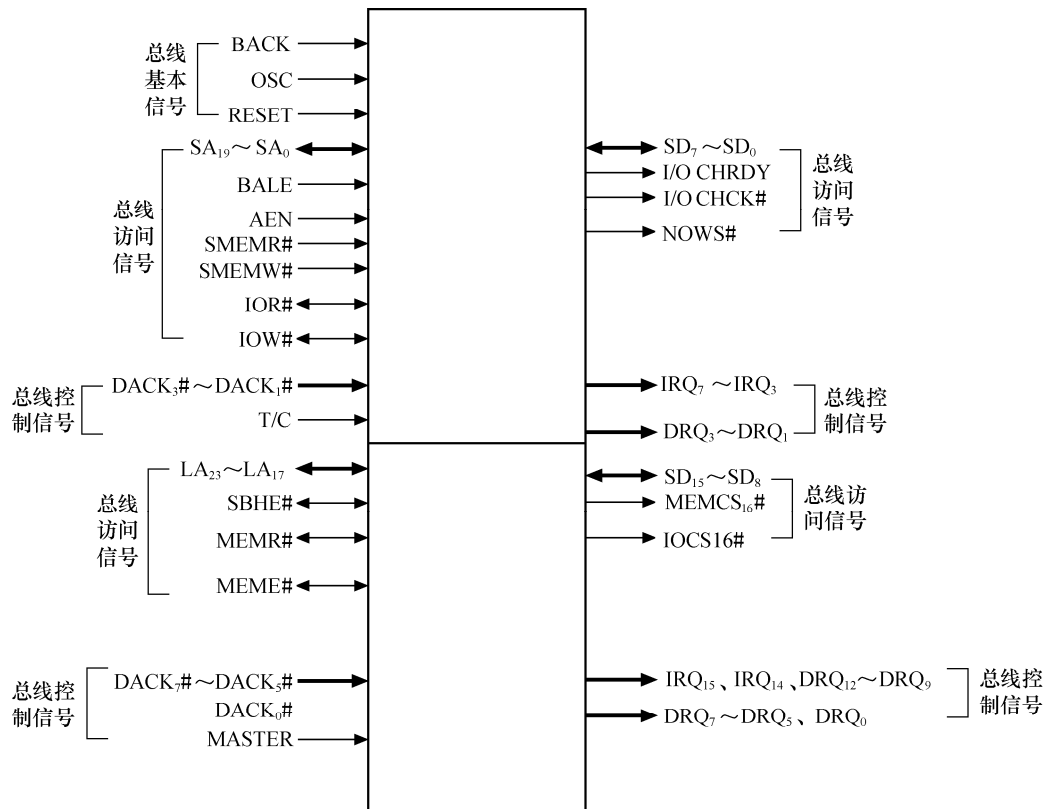 总线
基本
信号
BACK
OSC
RESET
总线
访问
信号
SA₁₉～SA₀
BALE
AEN
SMEMR#
SMEMW#
IOR#
IOW#
总线控
制信号
DACK₃#～DACK₁#
T/C
总线
访问
信号
LA₂₃～LA₁₇
SBHE#
MEMR#
MEME#
总线控
制信号
DACK₇#～DACK₅#
DACK₀#
MASTER
SD₇～SD₀
I/O CHRDY
I/O CHCK#
NOWS#
总线
访问
信号
IRQ₇～IRQ₃
DRQ₃～DRQ₁
总线控
制信号
SD₁₅～SD₈
MEMCS₁₆#
IOCS16#
总线访
问信号
IRQ₁₅、IRQ₁₄、DRQ₁₂～DRQ₉
DRQ₇～DRQ₅、DRQ₀
总线控
制信号